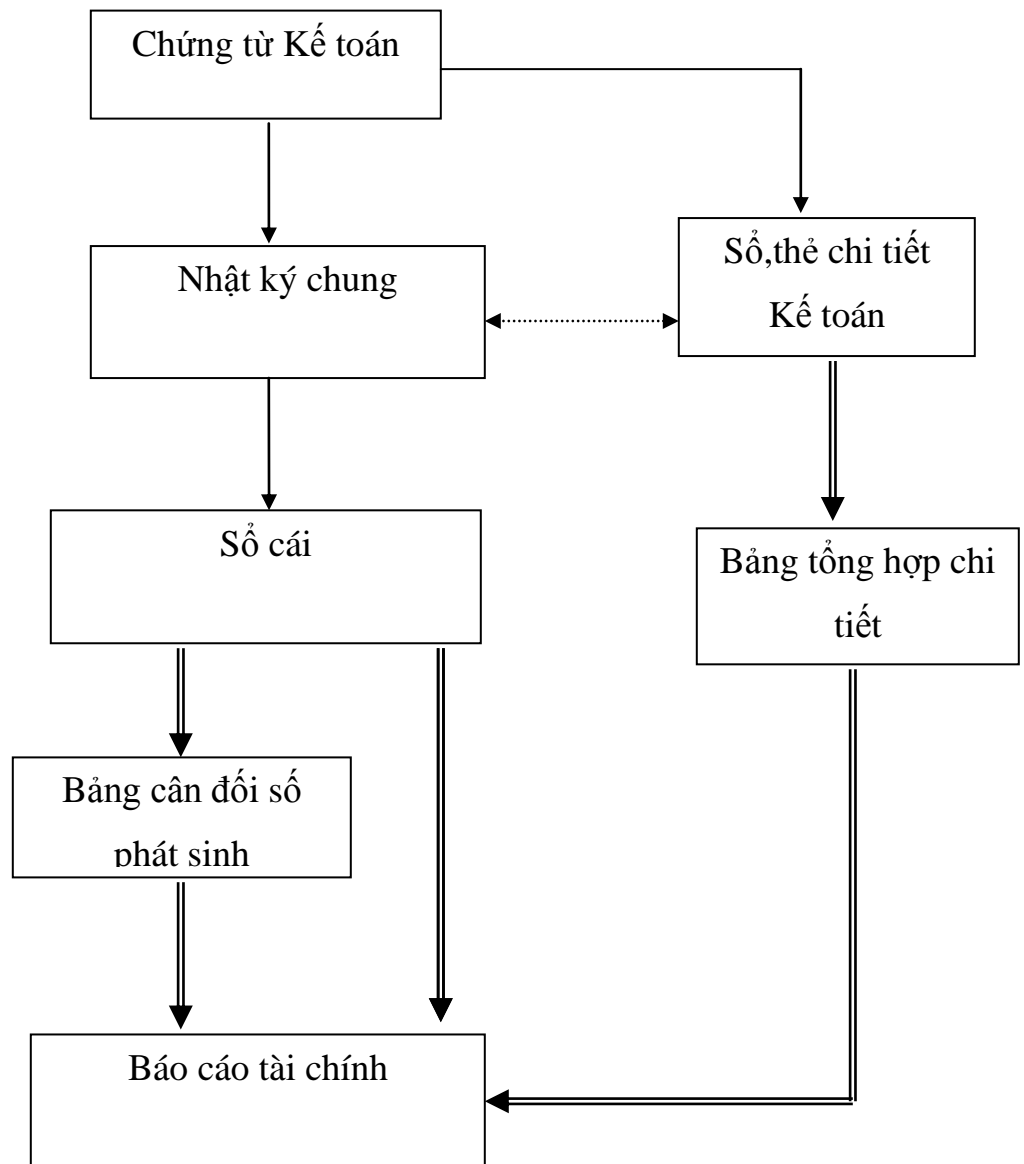 Chứng từ Kế toán
Nhật ký chung
Sổ,thẻ chi tiết
Kế toán
Sổ cái
Bảng tổng hợp chi
tiết
Bảng cân đối số
phát sinh
Báo cáo tài chính